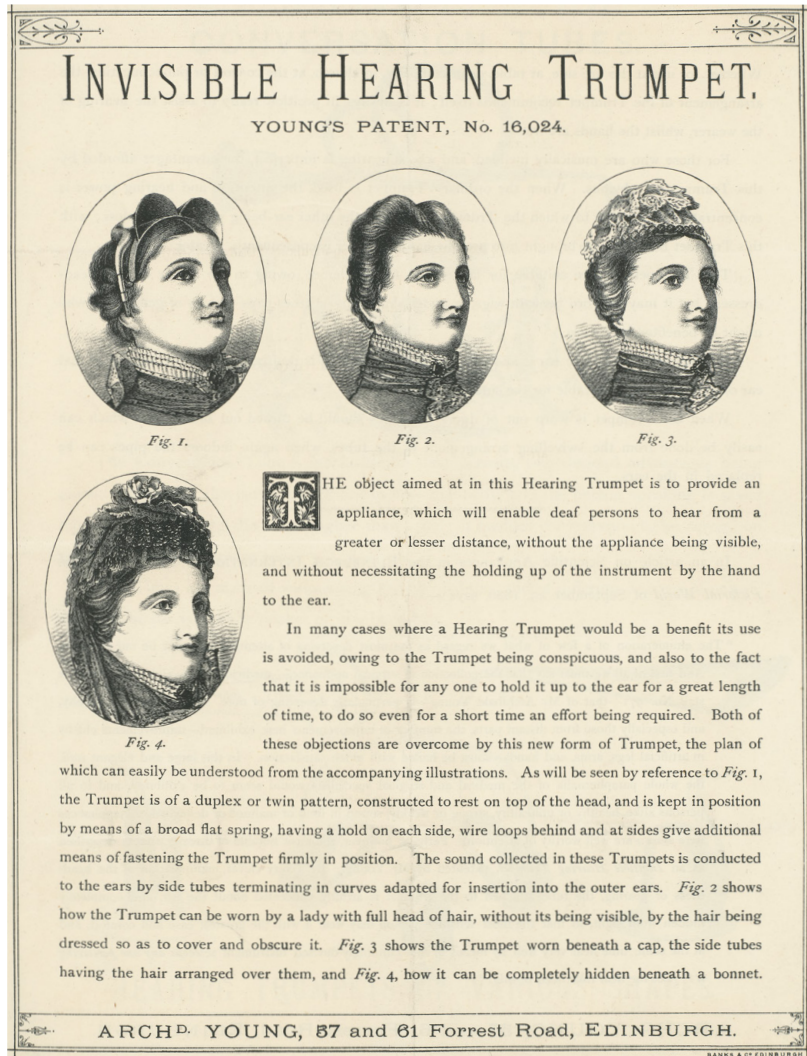 INVISIBLE HEARING TRUMPET.
YOUNG'S PATENT, No. 16,024.
Fig. 1.
Fig. 2.
Fig. 3.
Fig. 4.
THE object aimed at in this Hearing Trumpet is to provide an
appliance, which will enable deaf persons to hear from a
greater or lesser distance, without the appliance being visible,
and without necessitating the holding up of the instrument by the hand
to the ear.
In many cases where a Hearing Trumpet would be a benefit its use
is avoided, owing to the Trumpet being conspicuous, and also to the fact
that it is impossible for any one to hold it up to the ear for a great length
of time, to do so even for a short time an effort being required. Both of
these objections are overcome by this new form of Trumpet, the plan of
which can easily be understood from the accompanying illustrations. As will be seen by reference to Fig. 1,
the Trumpet is of a duplex or twin pattern, constructed to rest on top of the head, and is kept in position
by means of a broad flat spring, having a hold on each side, wire loops behind and at sides give additional
means of fastening the Trumpet firmly in position. The sound collected in these Trumpets is conducted
to the ears by side tubes terminating in curves adapted for insertion into the outer ears. Fig. 2 shows
how the Trumpet can be worn by a lady with full head of hair, without its being visible, by the hair being
dressed so as to cover and obscure it. Fig. 3 shows the Trumpet worn beneath a cap, the side tubes
having the hair arranged over them, and Fig. 4, how it can be completely hidden beneath a bonnet.
ARCHD. YOUNG, 57 and 61 Forrest Road, EDINBURGH.
BANKS & Co EDINBURGH